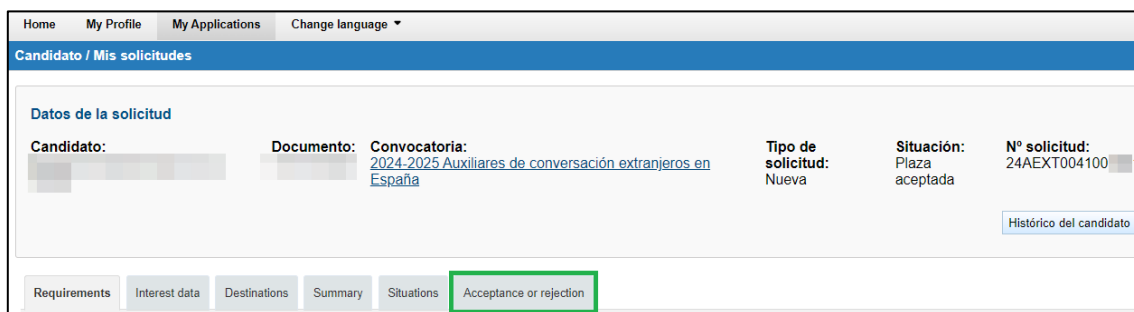 Home My Profile My Applications Change language
Candidato / Mis solicitudes
Datos de la solicitud
Candidato: Documento: Convocatoria: Tipo de Situación: Nº solicitud:
2024-2025 Auxiliares de conversación extranjeros en solicitud: Plaza 24AEXT004100
España Nueva aceptada
Histórico del candidato
Requirements Interest data Destinations Summary Situations Acceptance or rejection